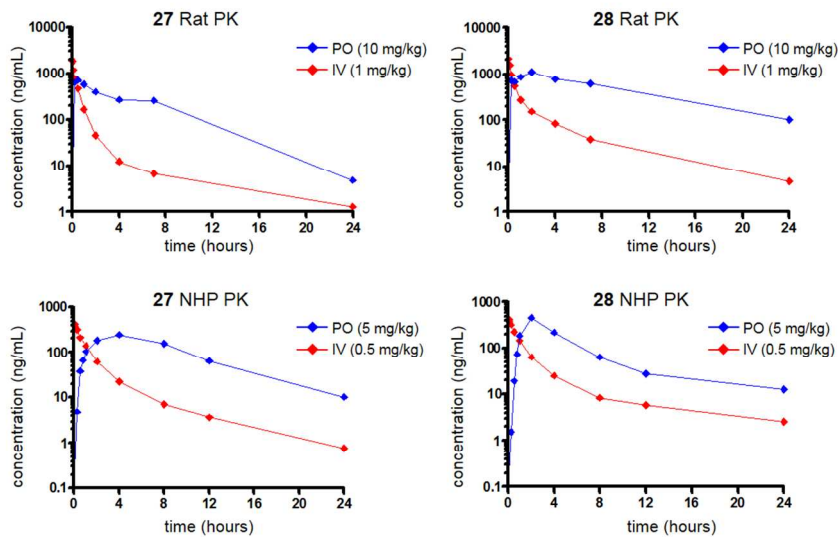 27 Rat PK
PO (10 mg/kg)
IV (1 mg/kg)
concentration (ng/mL)
10000
1000
100
10
1
0 4 8 12 16 20 24
time (hours)
28 Rat PK
PO (10 mg/kg)
IV (1 mg/kg)
concentration (ng/mL)
10000
1000
100
10
1
0 4 8 12 16 20 24
time (hours)
27 NHP PK
PO (5 mg/kg)
IV (0.5 mg/kg)
concentration (ng/mL)
1000
100
10
1
0.1
0 4 8 12 16 20 24
time (hours)
28 NHP PK
PO (5 mg/kg)
IV (0.5 mg/kg)
concentration (ng/mL)
1000
100
10
1
0.1
0 4 8 12 16 20 24
time (hours)